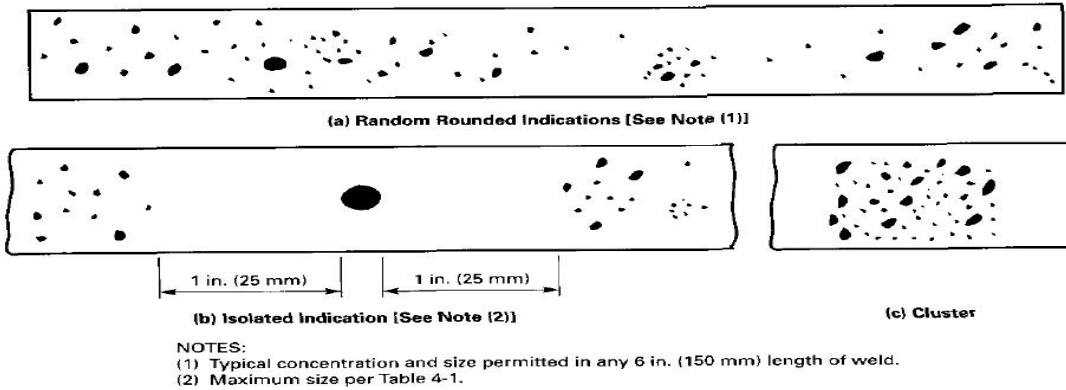 (a) Random Rounded Indications [See Note (1)]
1 in. (25 mm)
1 in. (25 mm)
(b) Isolated Indication [See Note (2)]
(c) Cluster
NOTES:
(1) Typical concentration and size permitted in any 6 in. (150 mm) length of weld.
(2) Maximum size per Table 4-1.